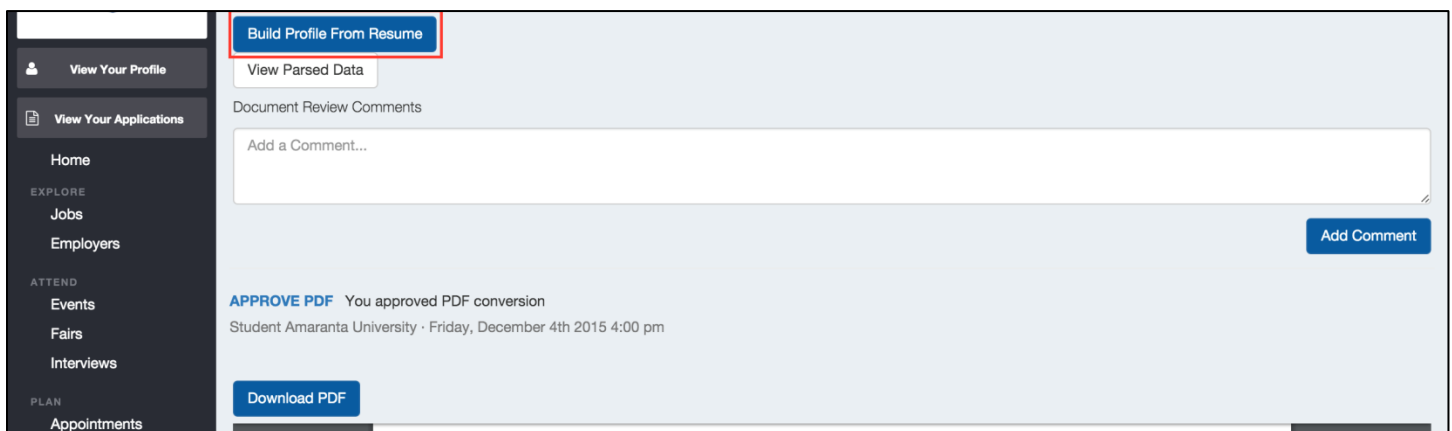 Build Profile From Resume
View Your Profile
View Parsed Data
View Your Applications
Document Review Comments
Add a Comment...
Home
EXPLORE
Jobs
Employers
Add Comment
ATTEND
Events
Fairs
Interviews
APPROVE PDF You approved PDF conversion
Student Amaranta University · Friday, December 4th 2015 4:00 pm
PLAN
Appointments
Download PDF